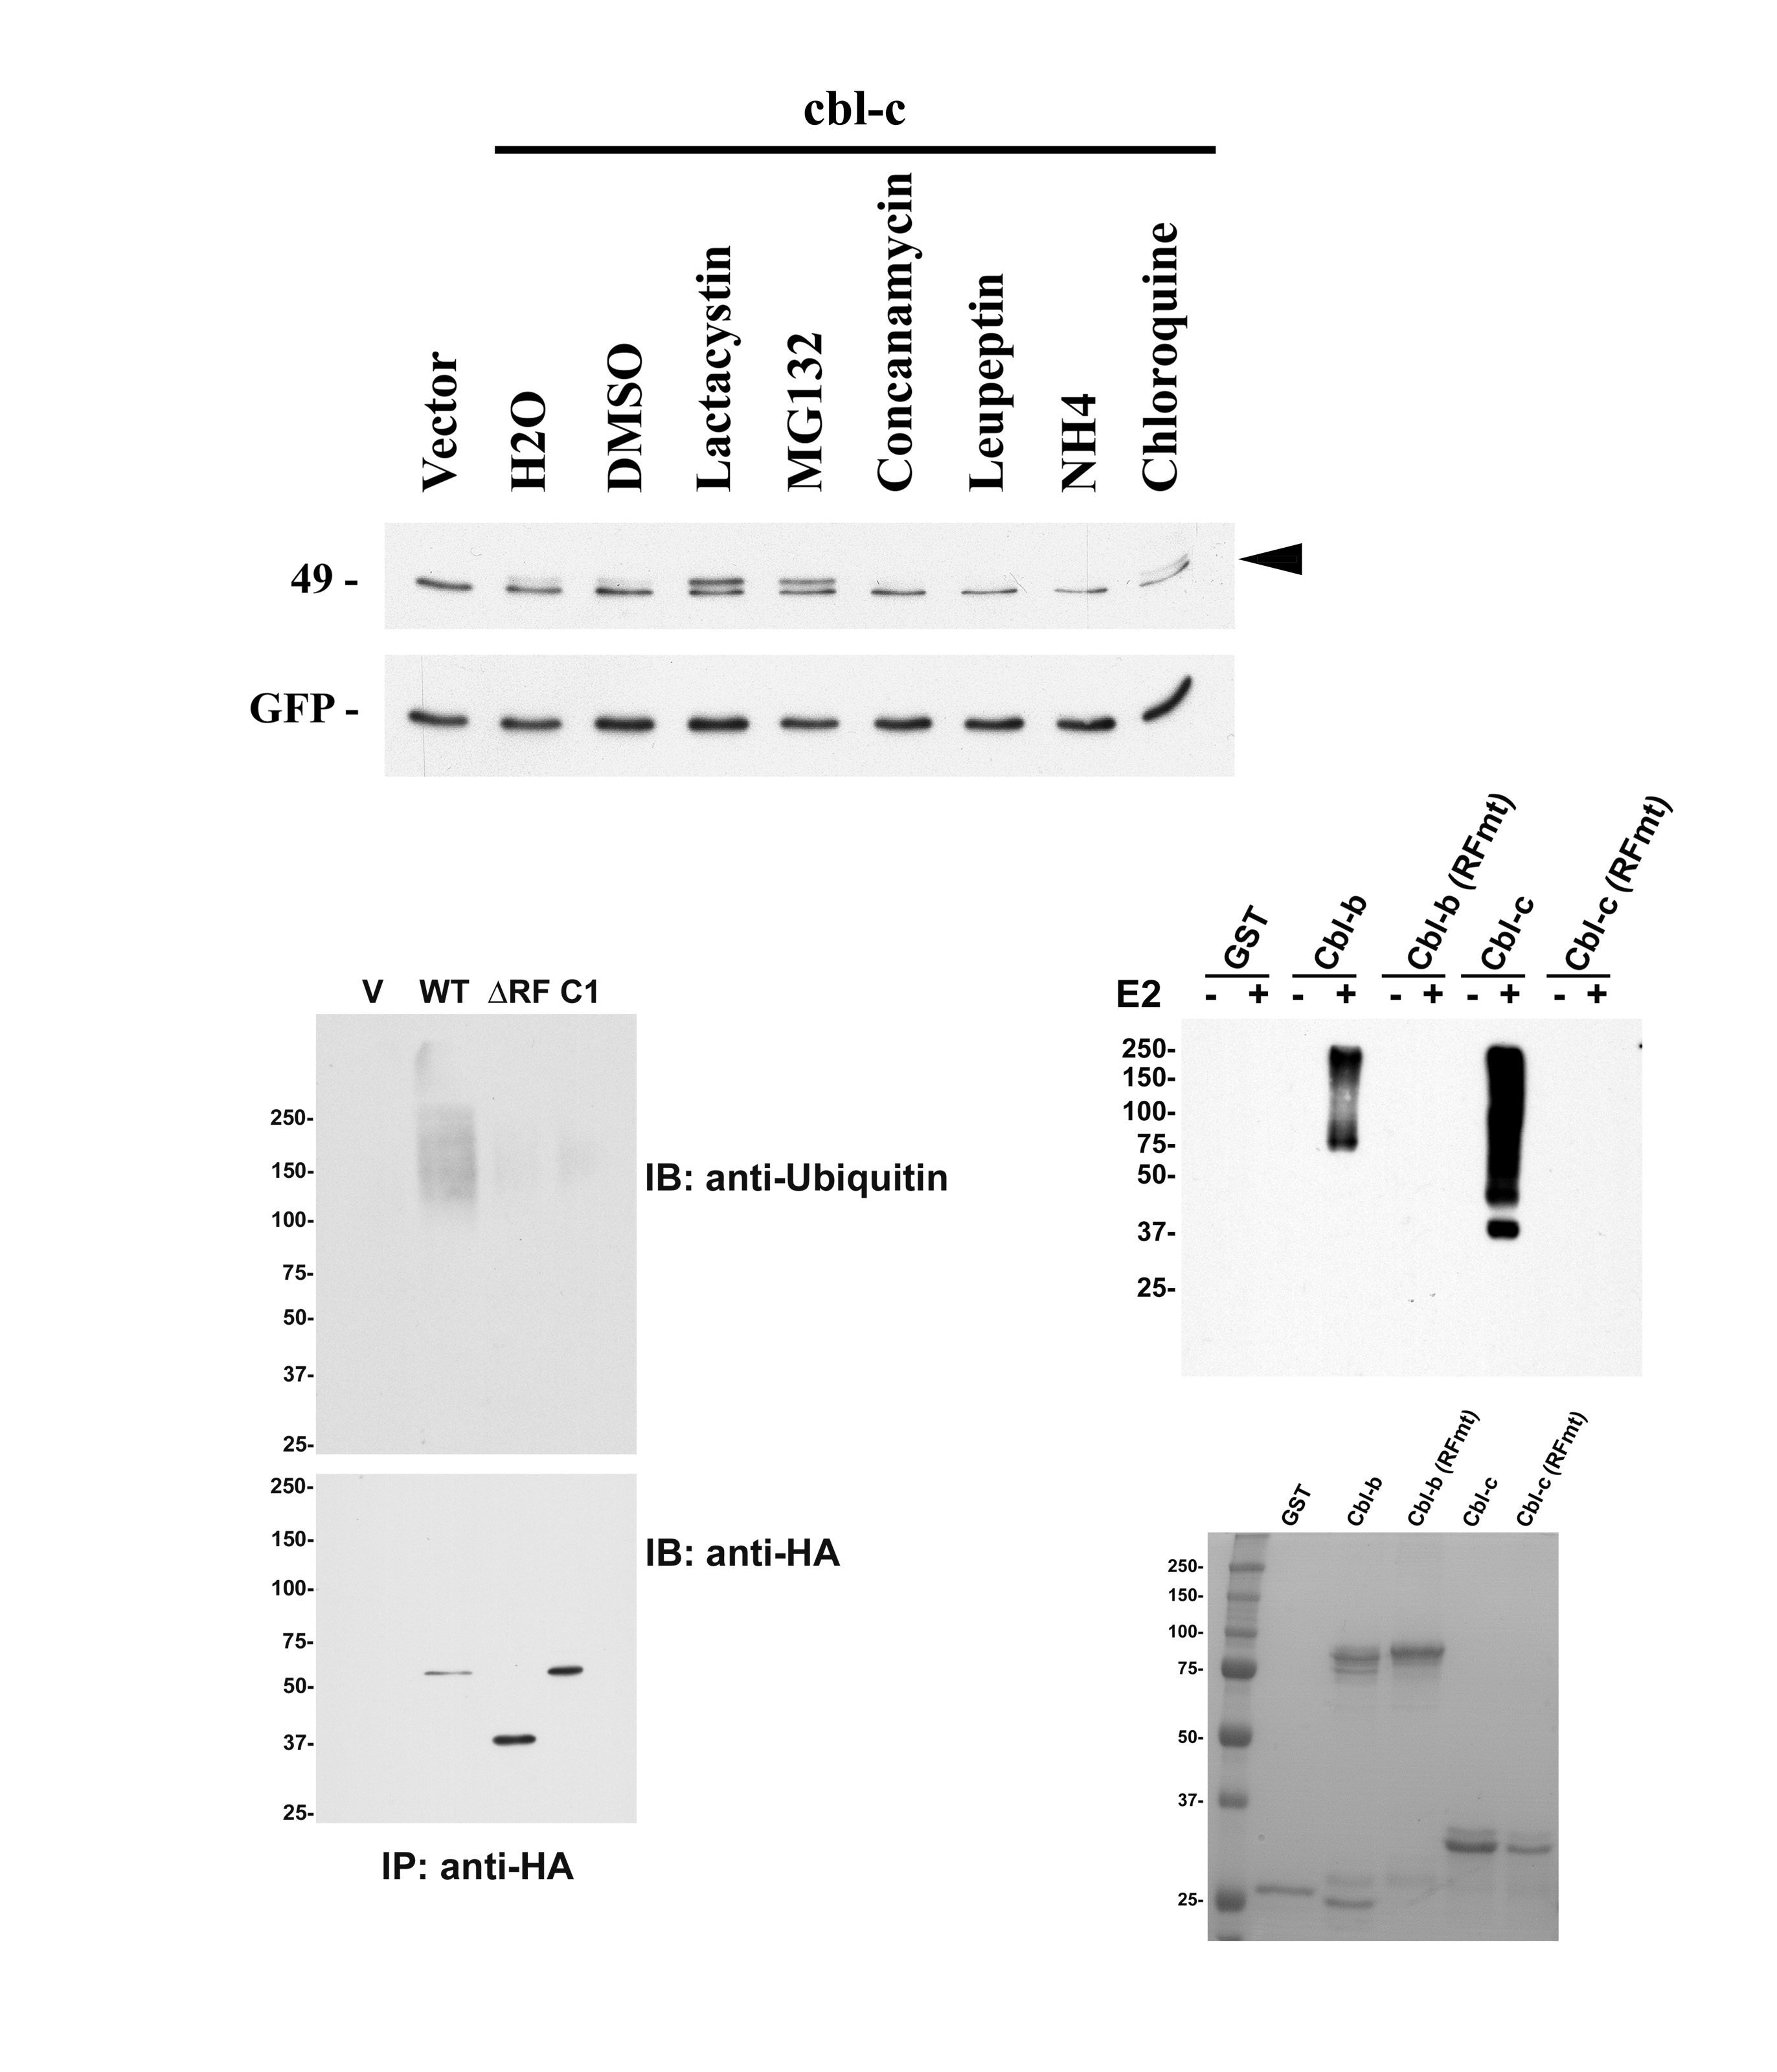 cbl-c
Vector
H2O
DMSO
Lactacystin
MG132
Concanamycin
Leupeptin
NH4
Chloroquine
49 -
GFP -
V WT ΔRF C1
250-
150-
100-
75-
50-
37-
25-
IB: anti-Ubiquitin
250-
150-
100-
75-
50-
37-
25-
IB: anti-HA
IP: anti-HA
GST
Cbl-b
Cbl-b (RFmt)
Cbl-c
Cbl-c (RFmt)
E2 - + - + - + - + - +
250-
150-
100-
75-
50-
37-
25-
GST
Cbl-b
Cbl-b (RFmt)
Cbl-c
Cbl-c (RFmt)
250-
150-
100-
75-
50-
37-
25-